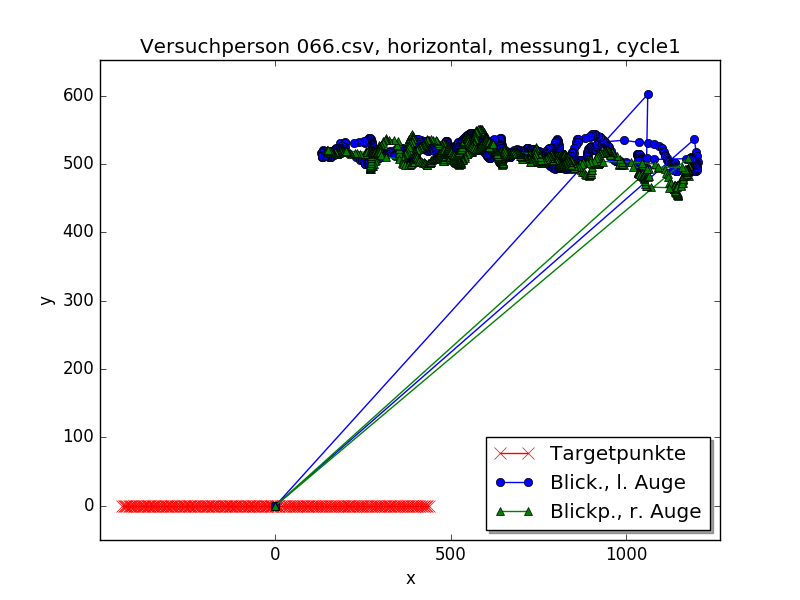 Versuchperson 066.csv, horizontal, messung1, cycle1
600
500
400
300
200
100
0
y
0 500 1000
x
Targetpunkte
Blick., l. Auge
Blickp., r. Auge